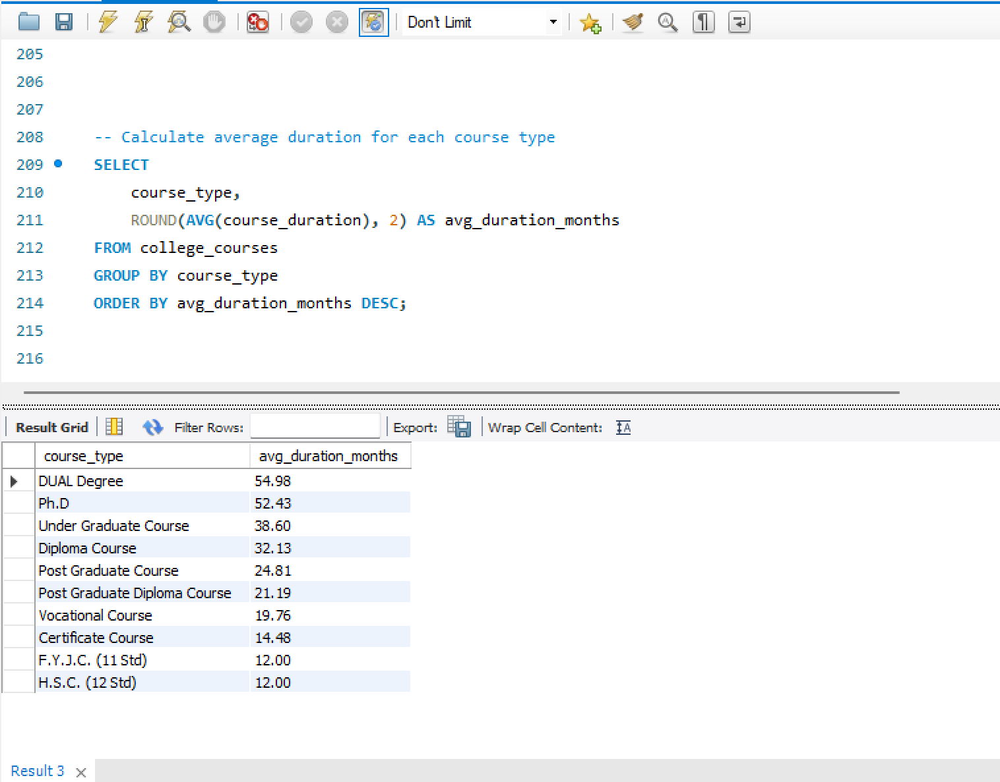 Don't Limit
205
206
207
208 -- Calculate average duration for each course type
209 SELECT
210 course_type,
211 ROUND(AVG(course_duration), 2) AS avg_duration_months
212 FROM college_courses
213 GROUP BY course_type
214 ORDER BY avg_duration_months DESC;
215
216
Result Grid Filter Rows: Export: Wrap Cell Content:
course_type avg_duration_months
DUAL Degree 54.98
Ph.D 52.43
Under Graduate Course 38.60
Diploma Course 32.13
Post Graduate Course 24.81
Post Graduate Diploma Course 21.19
Vocational Course 19.76
Certificate Course 14.48
F.Y.J.C. (11 Std) 12.00
H.S.C. (12 Std) 12.00
Result 3